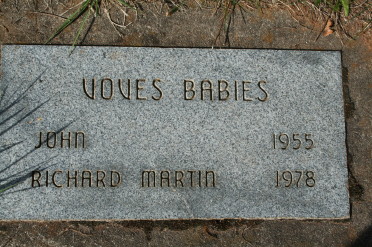 VOVES BABIES
JOHN 1955
RICHARD MARTIN 1978